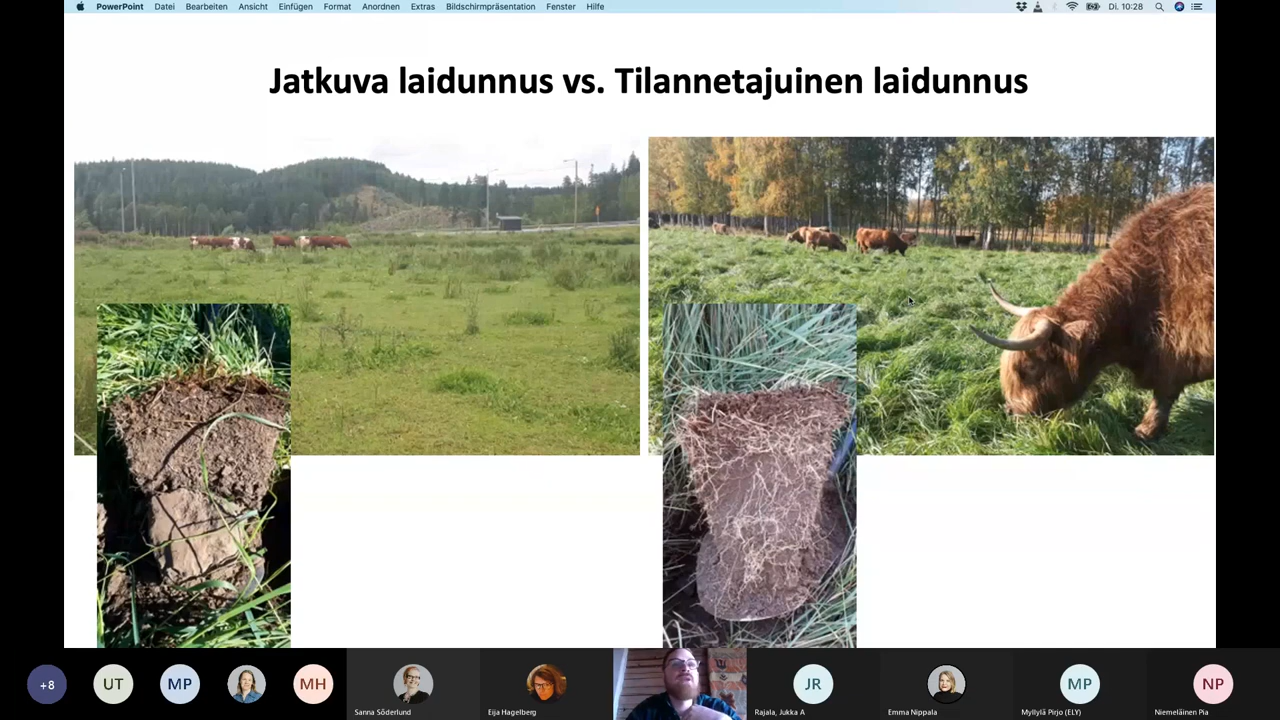 PowerPoint Datei Bearbeiten Ansicht Einfügen Format Anordnen Extras Bildschirmpräsentation Fenster Hilfe Di. 10:28
Jatkuva laidunnus vs. Tilannetajuinen laidunnus
+8 UT MP MH JR MP NP
Sanna Söderlund Eija Hagelberg Rajala, Jukka A Emma Nippala Myllylä Pirjo (ELY) Niemeläinen Pia